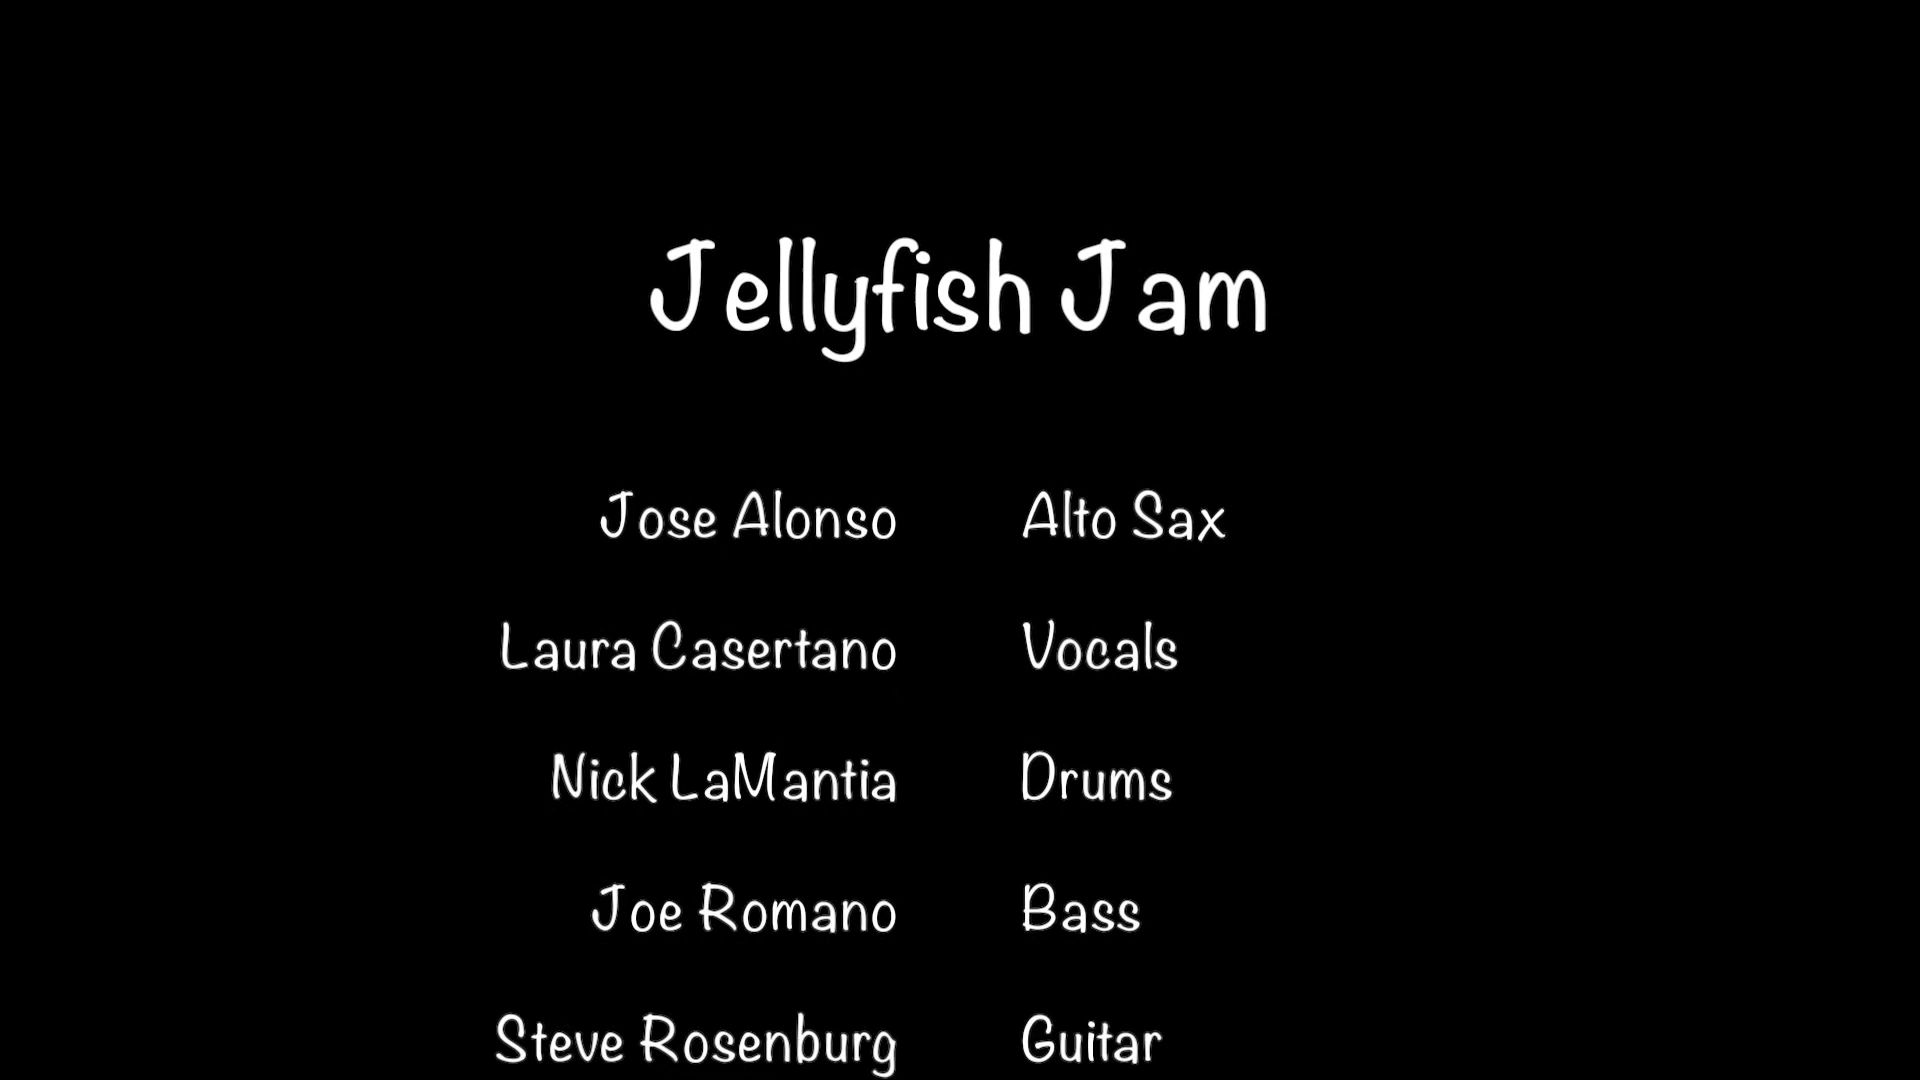 Jellyfish Jam
Jose Alonso Alto Sax
Laura Casertano Vocals
Nick LaMantia Drums
Joe Romano Bass
Steve Rosenburg Guitar